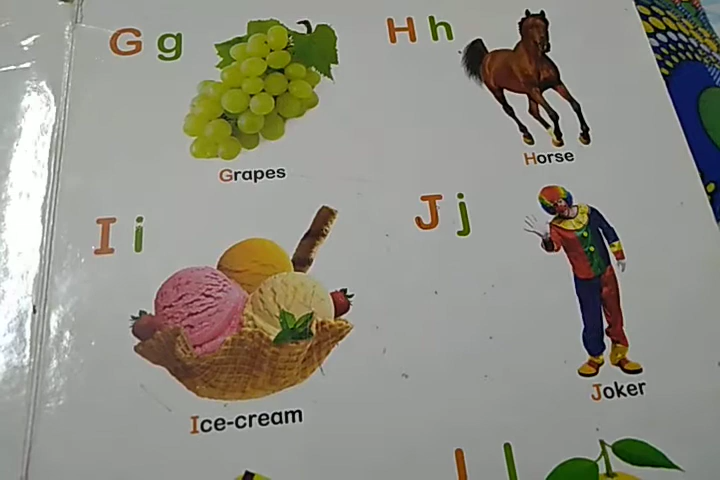 G g
Grapes
H h
Horse
I i
Ice-cream
J j
Joker